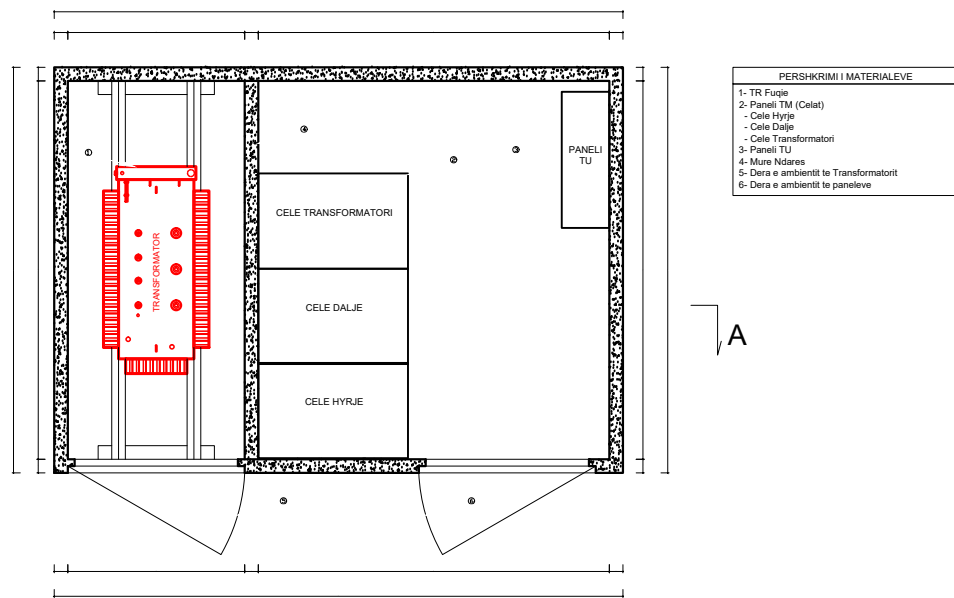 PERSHKRIMI I MATERIALEVE
1- TR Fuqie
2- Paneli TM (Celat)
- Cele Hyrje
- Cele Dalje
- Cele Transformatori
3- Paneli TU
4- Mure Ndares
5- Dera e ambientit te Transformatorit
6- Dera e ambientit te paneleve
4
1
2
3
PANELI
TU
CELE TRANSFORMATORI
TRANSFORMATOR
CELE DALJE
A
CELE HYRJE
5
6